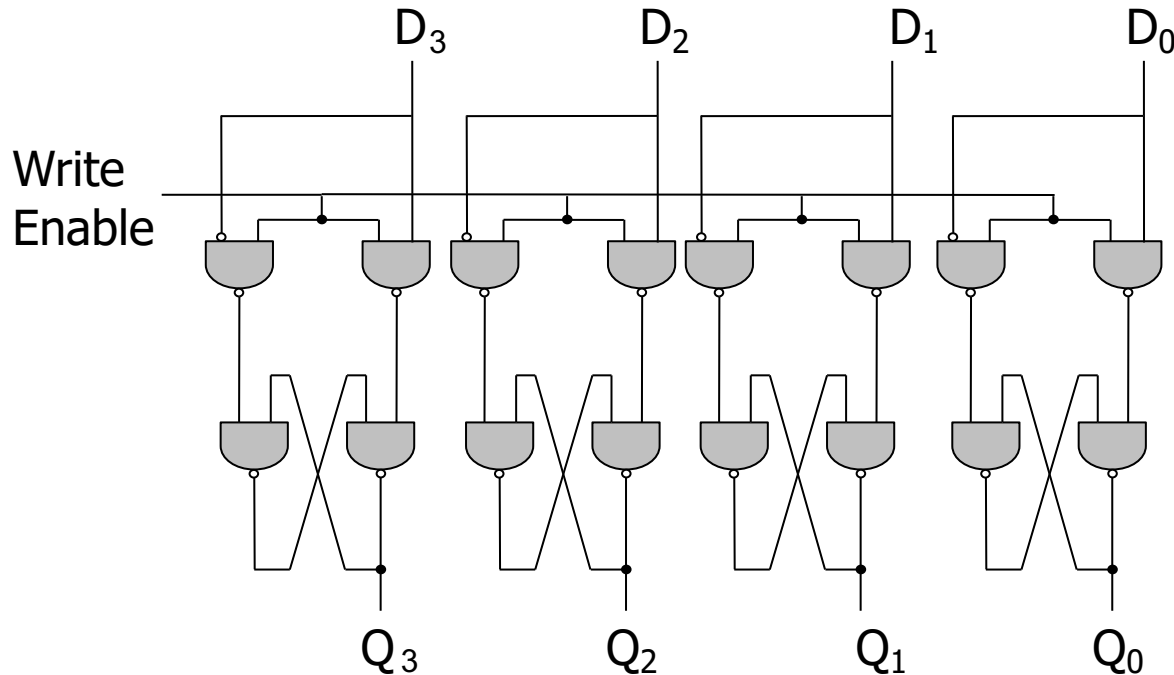 D₃ D₂ D₁ D₀
Write
Enable
Q₃ Q₂ Q₁ Q₀